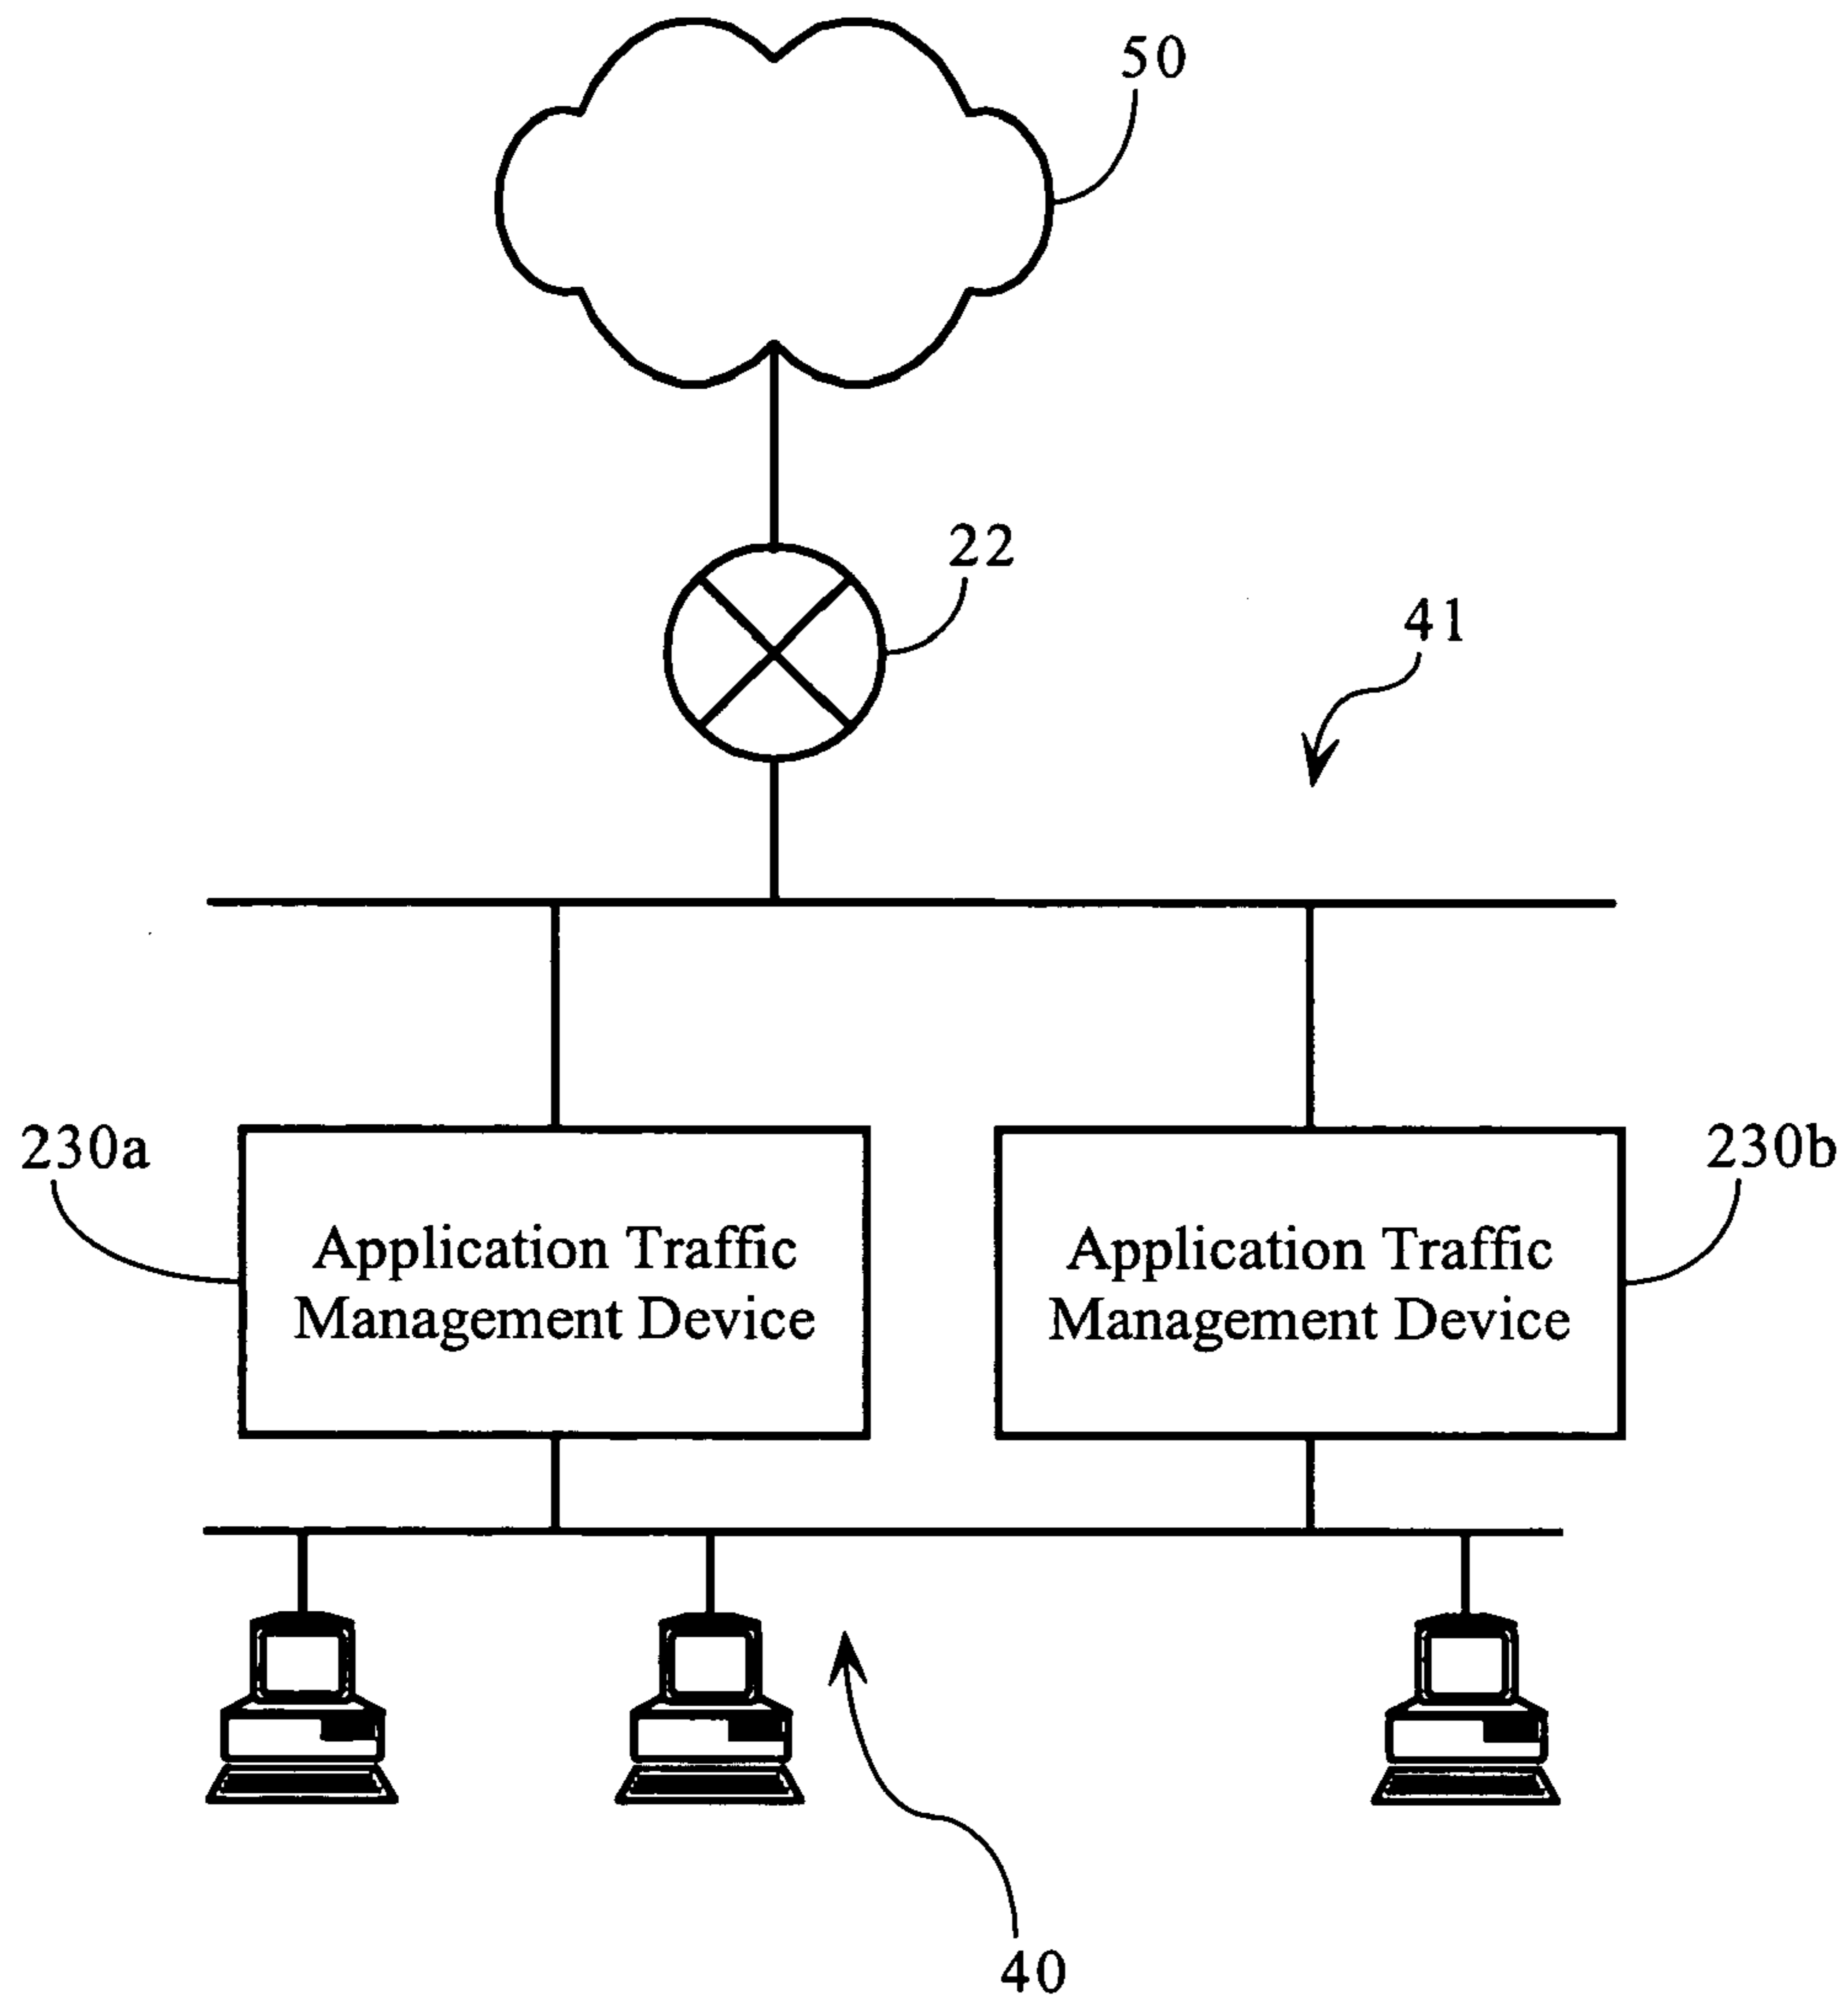 50
22
41
230a
230b
Application Traffic
Management Device
Application Traffic
Management Device
40